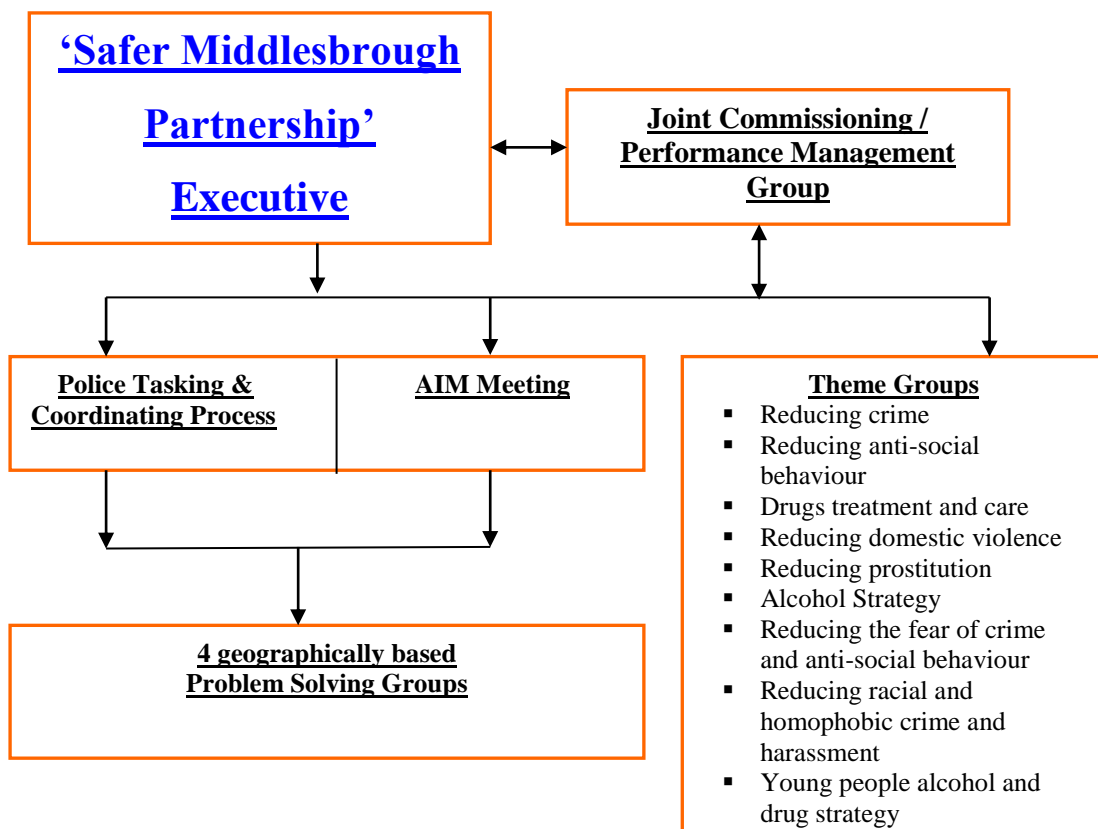 ‘Safer Middlesbrough
Partnership’
Executive
Joint Commissioning /
Performance Management
Group
Police Tasking &
Coordinating Process
AIM Meeting
Theme Groups
▪ Reducing crime
▪ Reducing anti-social
behaviour
▪ Drugs treatment and care
▪ Reducing domestic violence
▪ Reducing prostitution
▪ Alcohol Strategy
▪ Reducing the fear of crime
and anti-social behaviour
▪ Reducing racial and
homophobic crime and
harassment
▪ Young people alcohol and
drug strategy
4 geographically based
Problem Solving Groups